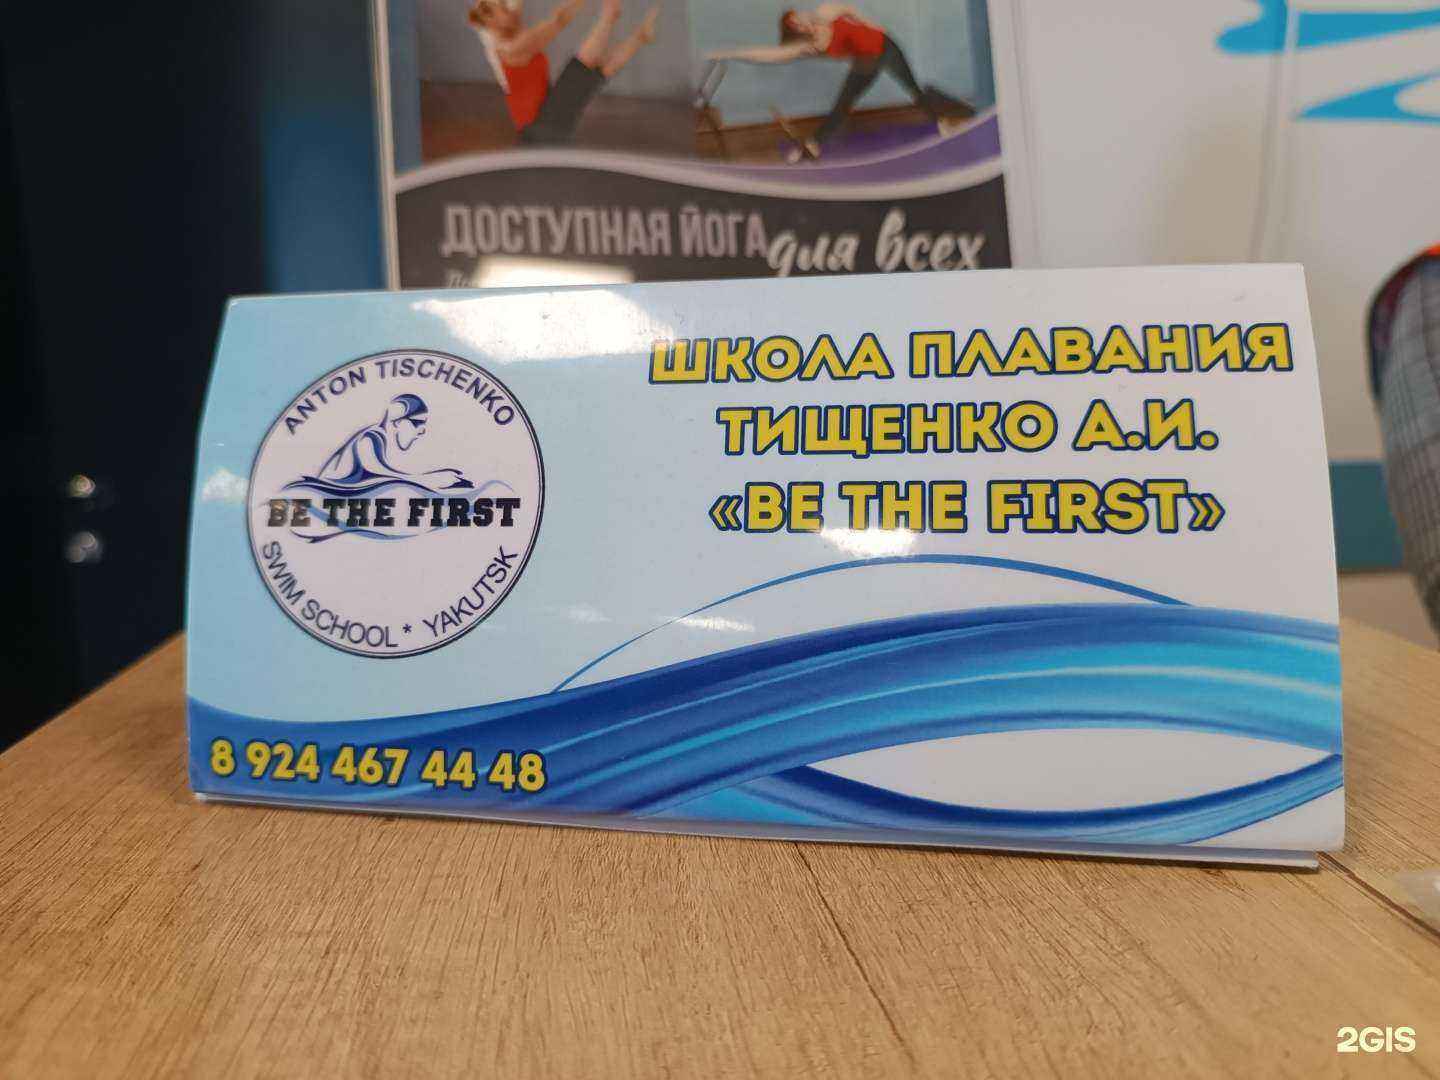 ДОСТУПНАЯ ЙОГА для всех
ANTON TISCHENKO
BE THE FIRST
SWIM SCHOOL * YAKUTSK
ШКОЛА ПЛАВАНИЯ
ТИЩЕНКО А.И.
«BE THE FIRST»
8 924 467 44 48
2GIS